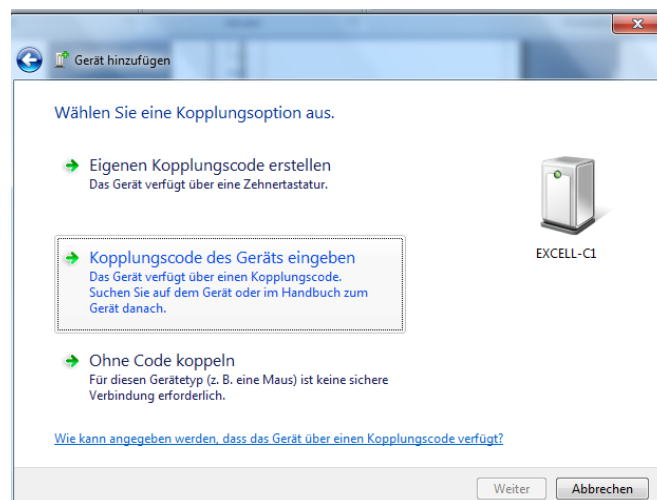 Gerät hinzufügen
Wählen Sie eine Kopplungsoption aus.
Eigenen Kopplungscode erstellen
Das Gerät verfügt über eine Zehnertastatur.
Kopplungscode des Geräts eingeben
Das Gerät verfügt über einen Kopplungscode.
Suchen Sie auf dem Gerät oder im Handbuch zum
Gerät danach.
EXCELL-C1
Ohne Code koppeln
Für diesen Gerätetyp (z. B. eine Maus) ist keine sichere
Verbindung erforderlich.
Wie kann angegeben werden, dass das Gerät über einen Kopplungscode verfügt?
Weiter
Abbrechen